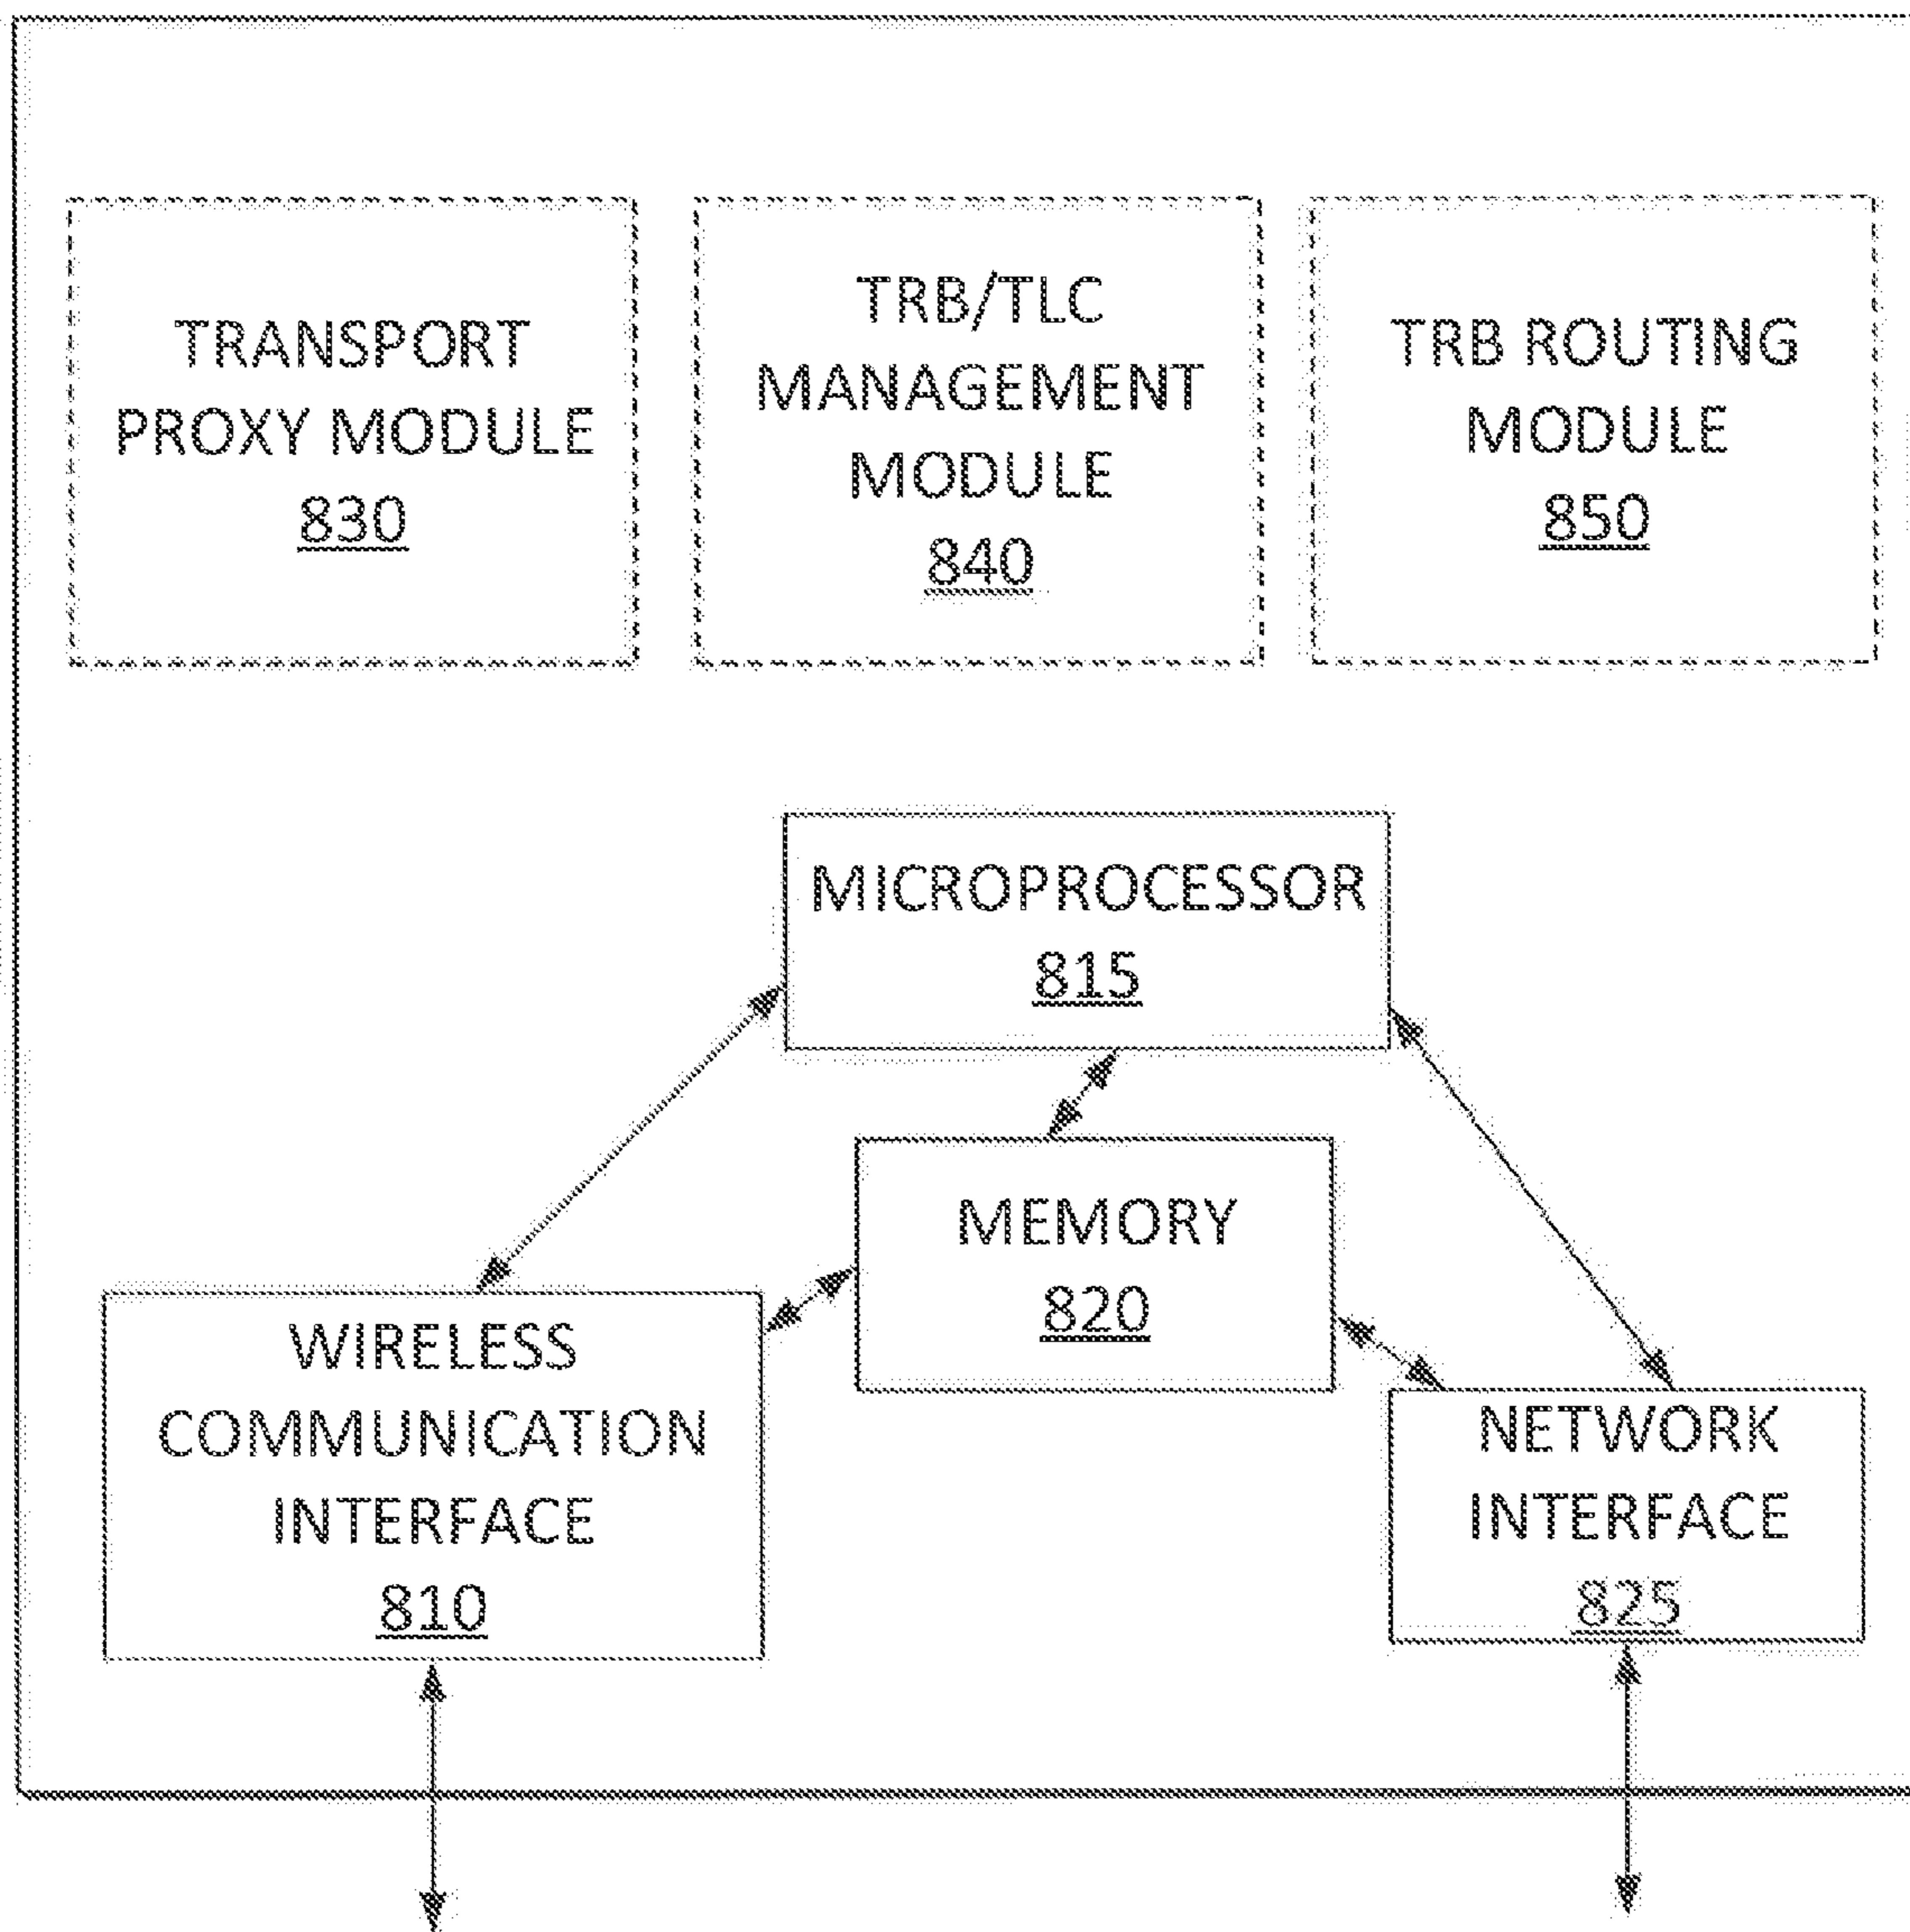 TRANSPORT
PROXY MODULE
830
TRB/TLC
MANAGEMENT
MODULE
840
TRB ROUTING
MODULE
850
MICROPROCESSOR
815
MEMORY
820
WIRELESS
COMMUNICATION
INTERFACE
810
NETWORK
INTERFACE
825